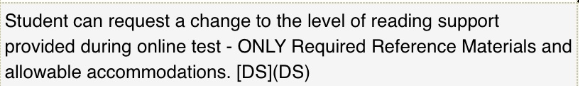 Student can request a change to the level of reading support
provided during online test - ONLY Required Reference Materials and
allowable accommodations. [DS](DS)